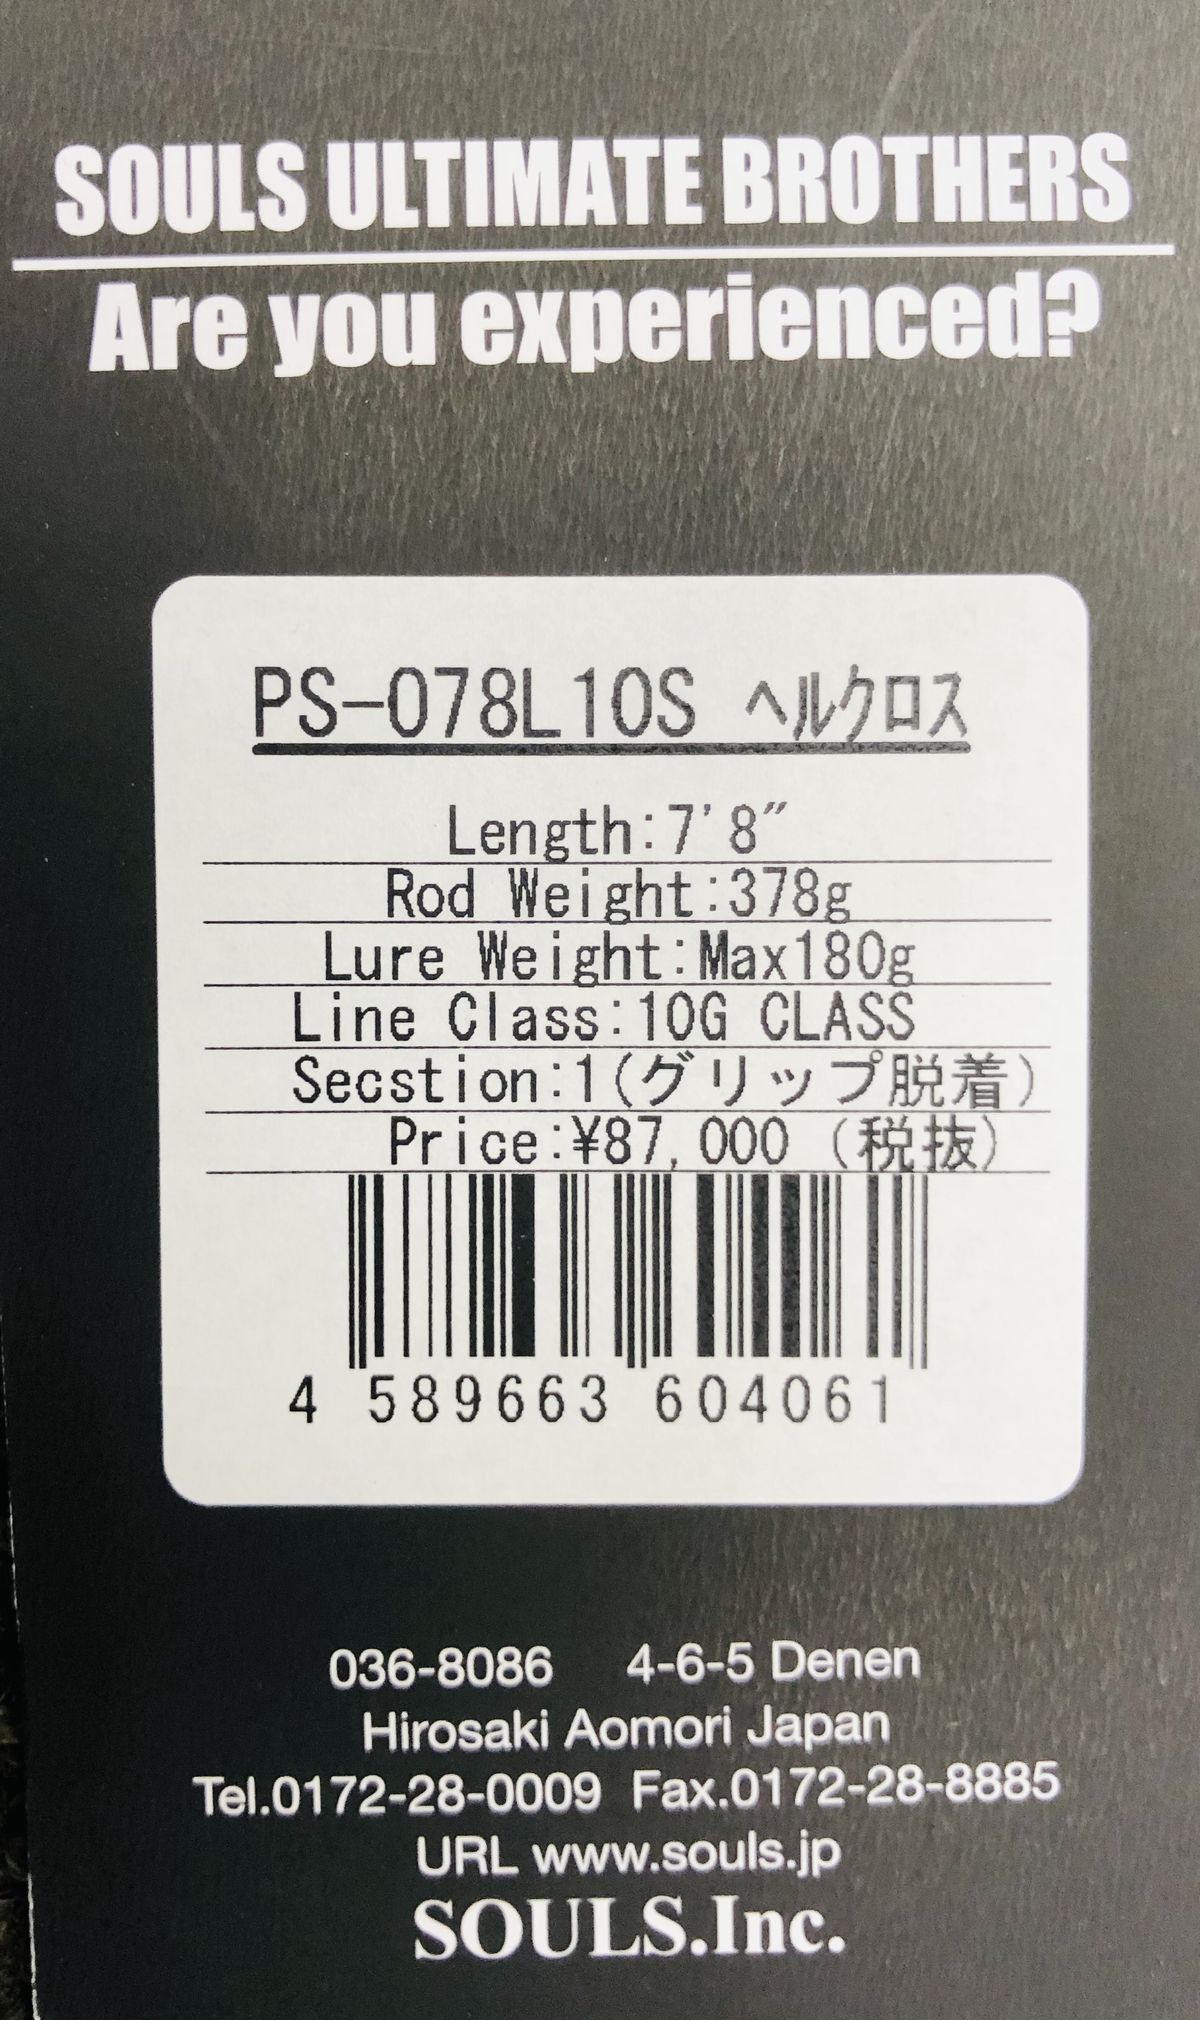 SOULS ULTIMATE BROTHERS
Are you experienced?
PS-078L10S ヘルクロス
Length:7'8"
Rod Weight:378g
Lure Weight:Max180g
Line Class:10G CLASS
Secstion:1(グリップ脱着)
Price:¥87,000 (税抜)
4 589663 604061
036-8086 4-6-5 Denen
Hirosaki Aomori Japan
Tel.0172-28-0009 Fax.0172-28-8885
URL www.souls.jp
SOULS.Inc.